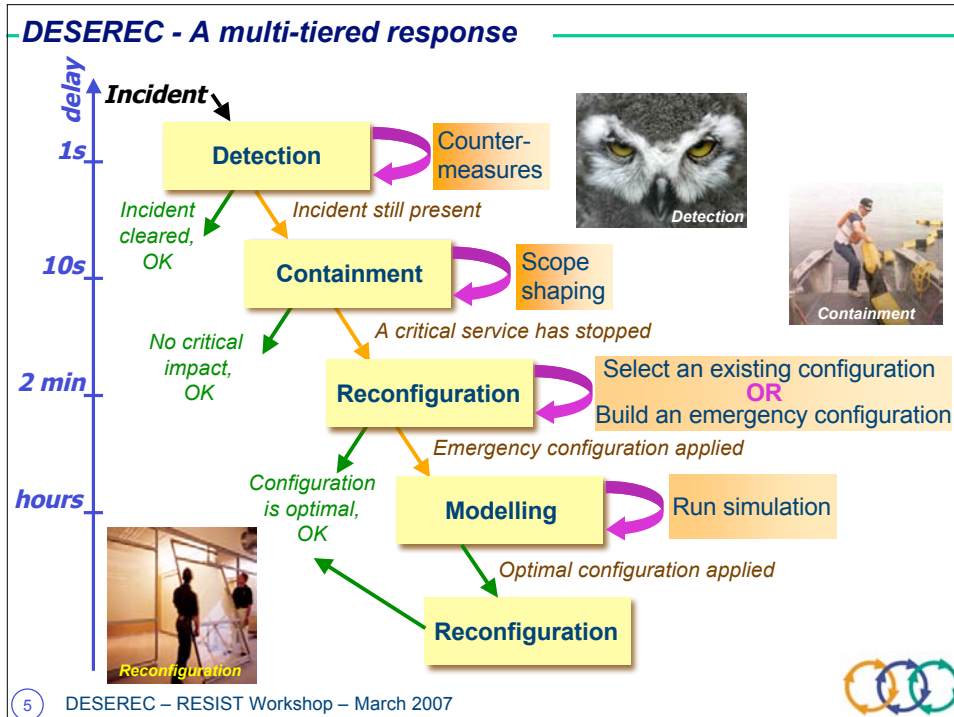 DESEREC - A multi-tiered response
delay
Incident
1s
Detection
Counter-
measures
Detection
Incident
cleared,
OK
Incident still present
10s
Containment
Scope
shaping
Containment
No critical
impact,
OK
A critical service has stopped
2 min
Reconfiguration
Select an existing configuration
OR
Build an emergency configuration
Emergency configuration applied
Configuration
is optimal,
OK
hours
Modelling
Run simulation
Optimal configuration applied
Reconfiguration
Reconfiguration
5
DESEREC – RESIST Workshop – March 2007